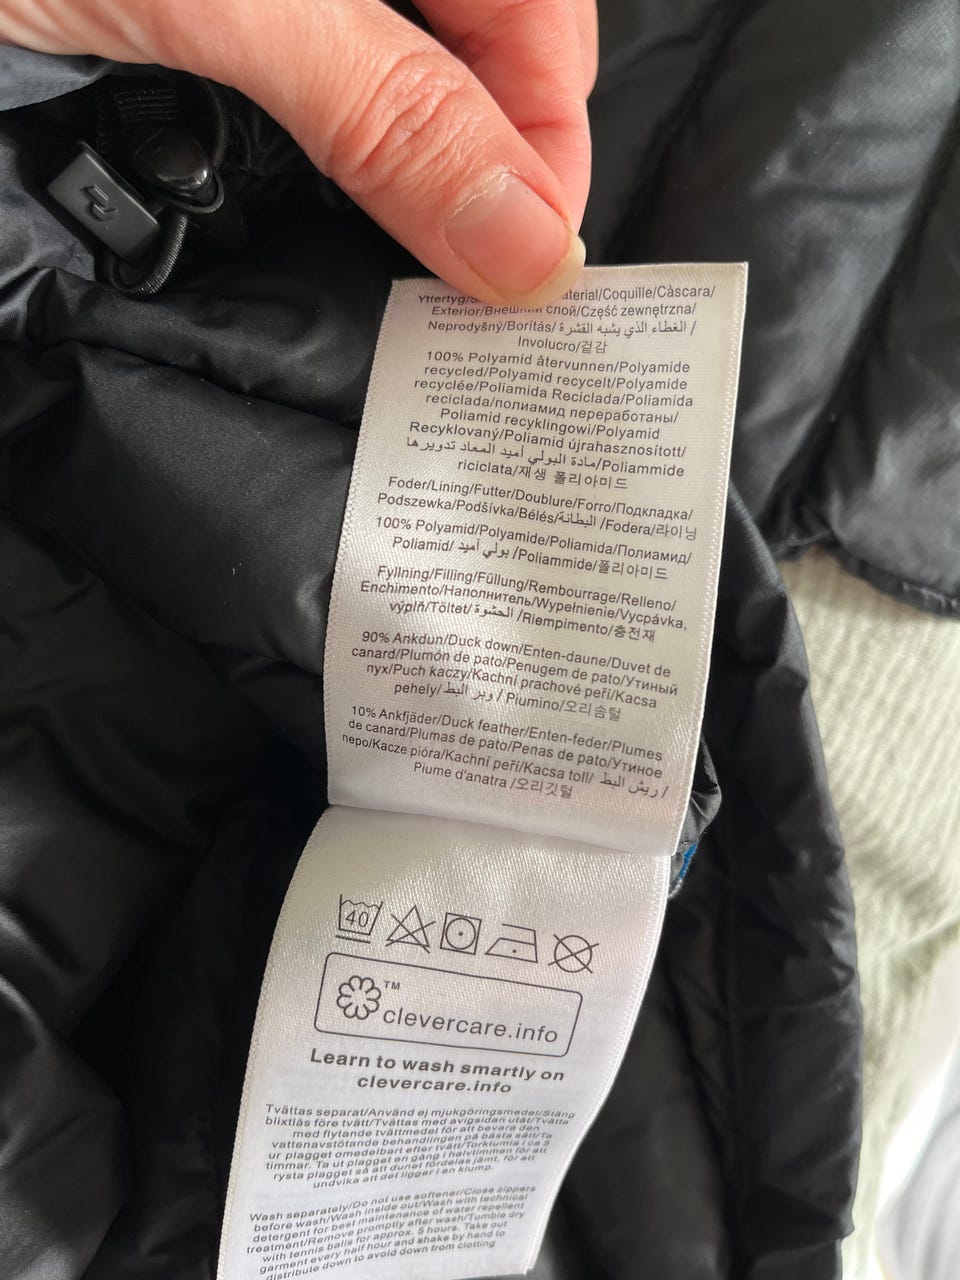 Yttertyg/ aterial/Coquille/Càscara/
Exterior/Внешний слой/Część zewnętrzna/
Neprodyšný/Borítás/ الغطاء الذي يشبه القشرة /
Involucro/겉감
100% Polyamid återvunnen/Polyamide
recycled/Polyamid recycelt/Polyamide
recyclée/Poliamida Reciclada/Poliamida
reciclada/полиамид переработаны/
Poliamid recyklingowi/Polyamid
Recyklovaný/Poliamid újrahasznosított/
مادة البولي أميد المعاد تدويرها/Poliammide
riciclata/재생 폴리아미드
Foder/Lining/Futter/Doublure/Forro/Подкладка/
Podszewka/Podšívka/Bélés/البطانة /Fodera/라이닝
100% Polyamid/Polyamide/Poliamida/Полиамид/
Poliamid/ بولي أميد /Poliammide/폴리아미드
Fyllning/Filling/Füllung/Rembourrage/Relleno/
Enchimento/Наполнитель/Wypełnienie/Vycpávka,
výplň/Töltet/ الحشوة /Riempimento/충전재
90% Ankdun/Duck down/Enten-daune/Duvet de
canard/Plumón de pato/Penugem de pato/Утиный
пух/Puch kaczy/Kachní prachové peří/Kacsa
pehely/ وبر البط / Piumino/오리솜털
10% Ankfjäder/Duck feather/Enten-feder/Plumes
de canard/Plumas de pato/Penas de pato/Утиное
перо/Kacze pióra/Kachní peří/Kacsa toll/ ريش البط /
Piume d'anatra /오리깃털
40
clevercare.info
TM
Learn to wash smartly on
clevercare.info
Tvättas separat/Använd ej mjukgöringsmedel/Stäng
blixtlås före tvätt/Tvättas med avigsidan utåt/Tvätta
med flytande tvättmedel för att bevara den
vattenavstötande behandlingen på bästa sätt/Ta
ur plagget omedelbart efter tvätt/Torktumla i ca 5
timmar. Ta ut plagget en gång i halvtimmen för att
rysta plagget så att dunet fördelas jämt, för att
undvika att det ligger i en klump.
Wash separately/Do not use softener/Close zippers
before wash/Wash inside out/Wash with technical
detergent for best maintenance of water repellent
treatment/Remove promptly after wash/Tumble dry
with tennis balls for approx. 5 hours. Take out
garment every half hour and shake by hand to
distribute down to avoid down from clotting